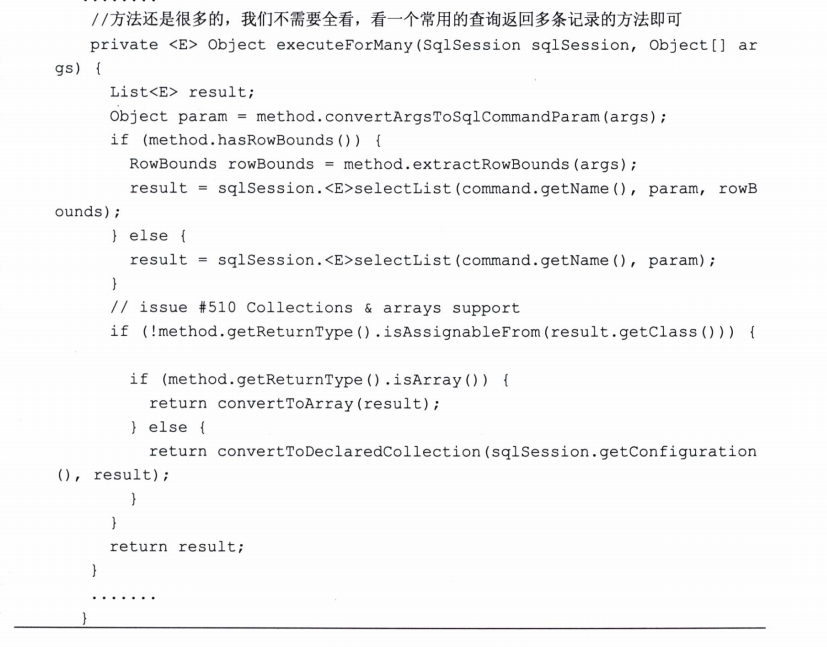 .......
//方法还是很多的，我们不需要全看，看一个常用的查询返回多条记录的方法即可
private <E> Object executeForMany(SqlSession sqlSession, Object[] ar
gs) {
List<E> result;
Object param = method.convertArgsToSqlCommandParam(args);
if (method.hasRowBounds()) {
RowBounds rowBounds = method.extractRowBounds(args);
result = sqlSession.<E>selectList(command.getName(), param, rowB
ounds);
} else {
result = sqlSession.<E>selectList(command.getName(), param);
}
// issue #510 Collections & arrays support
if (!method.getReturnType().isAssignableFrom(result.getClass())) {
if (method.getReturnType().isArray()) {
return convertToArray(result);
} else {
return convertToDeclaredCollection(sqlSession.getConfiguration
(), result);
}
}
return result;
}
.......
}